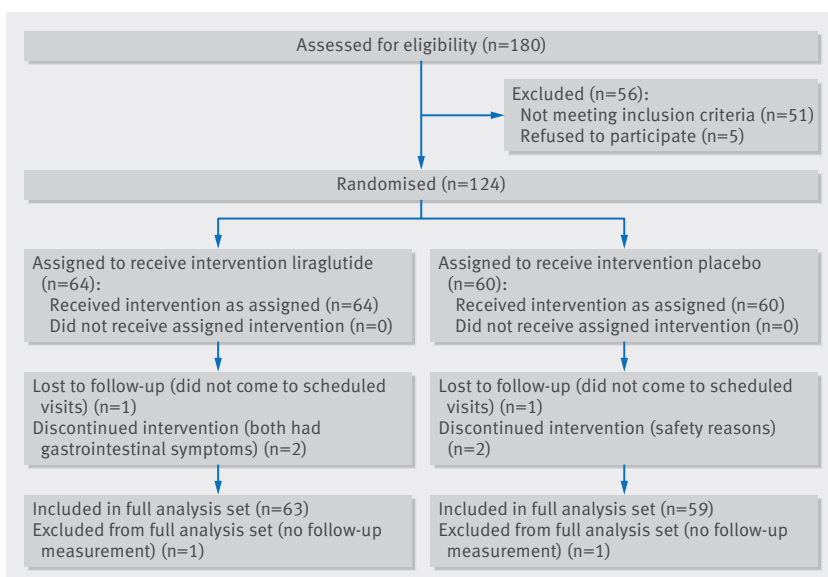 Assessed for eligibility (n=180)
Excluded (n=56):
Not meeting inclusion criteria (n=51)
Refused to participate (n=5)
Randomised (n=124)
Assigned to receive intervention liraglutide
(n=64):
Received intervention as assigned (n=64)
Did not receive assigned intervention (n=0)
Assigned to receive intervention placebo
(n=60):
Received intervention as assigned (n=60)
Did not receive assigned intervention (n=0)
Lost to follow-up (did not come to scheduled
visits) (n=1)
Discontinued intervention (both had
gastrointestinal symptoms) (n=2)
Lost to follow-up (did not come to scheduled
visits) (n=1)
Discontinued intervention (safety reasons)
(n=2)
Included in full analysis set (n=63)
Excluded from full analysis set (no follow-up
measurement) (n=1)
Included in full analysis set (n=59)
Excluded from full analysis set (no follow-up
measurement) (n=1)